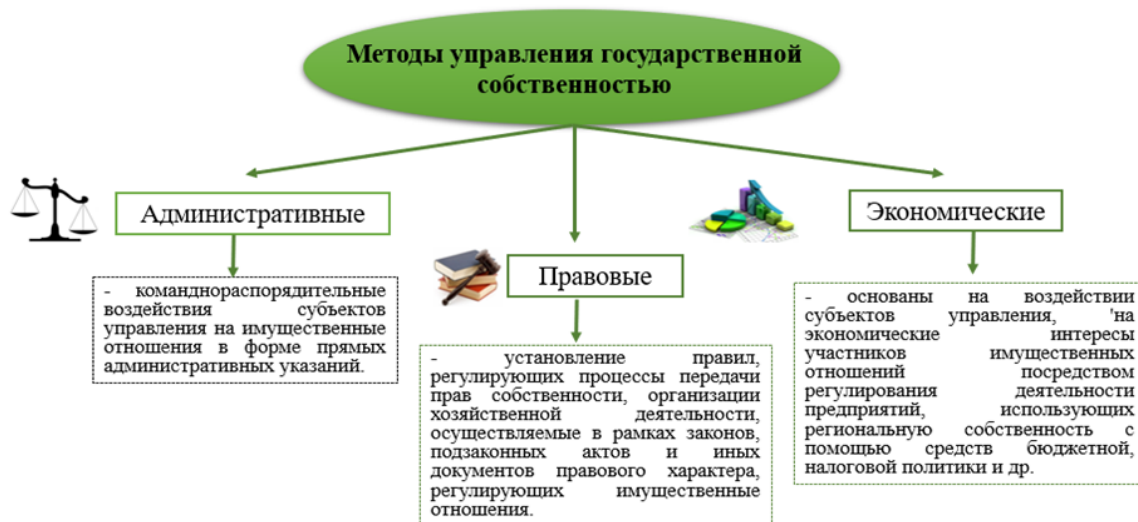 Методы управления государственной
собственностью
Административные
- команднораспорядительные
воздействия субъектов
управления на имущественные
отношения в форме прямых
административных указаний.
Правовые
- установление правил,
регулирующих процессы передачи
прав собственности, организации
хозяйственной деятельности,
осуществляемые в рамках законов,
подзаконных актов и иных
документов правового характера,
регулирующих имущественные
отношения.
Экономические
- основаны на воздействии
субъектов управления, 'на
экономические интересы
участников имущественных
отношений посредством
регулирования деятельности
предприятий, использующих
региональную собственность с
помощью средств бюджетной,
налоговой политики и др.